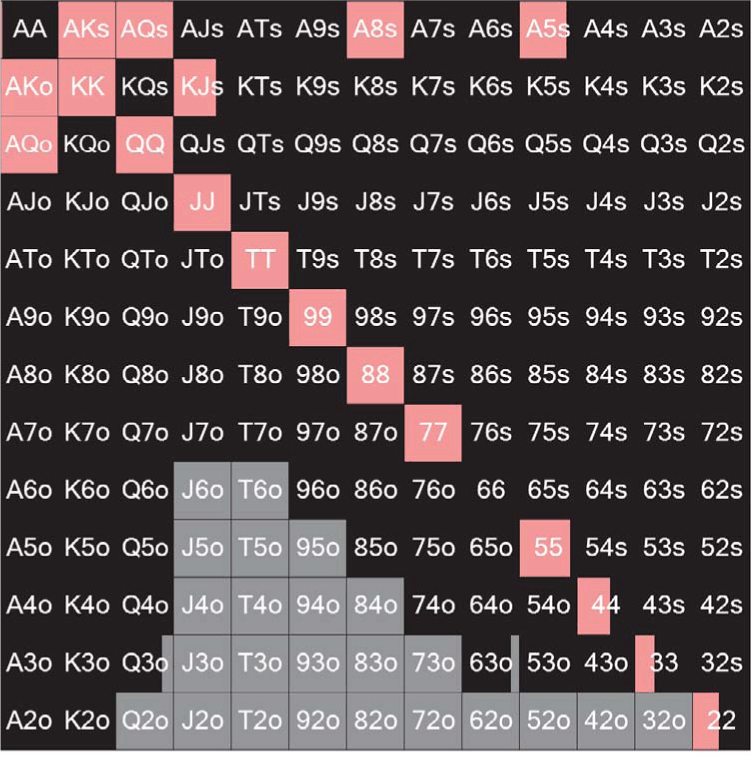 AA AKs AQs AJs ATs A9s A8s A7s A6s A5s A4s A3s A2s
AKo KK KQs KJs KTs K9s K8s K7s K6s K5s K4s K3s K2s
AQo KQo QQ QJs QTs Q9s Q8s Q7s Q6s Q5s Q4s Q3s Q2s
AJo KJo QJo JJ JTs J9s J8s J7s J6s J5s J4s J3s J2s
ATo KTo QTo JTo TT T9s T8s T7s T6s T5s T4s T3s T2s
A9o K9o Q9o J9o T9o 99 98s 97s 96s 95s 94s 93s 92s
A8o K8o Q8o J8o T8o 98o 88 87s 86s 85s 84s 83s 82s
A7o K7o Q7o J7o T7o 97o 87o 77 76s 75s 74s 73s 72s
A6o K6o Q6o J6o T6o 96o 86o 76o 66 65s 64s 63s 62s
A5o K5o Q5o J5o T5o 95o 85o 75o 65o 55 54s 53s 52s
A4o K4o Q4o J4o T4o 94o 84o 74o 64o 54o 44 43s 42s
A3o K3o Q3o J3o T3o 93o 83o 73o 63o 53o 43o 33 32s
A2o K2o Q2o J2o T2o 92o 82o 72o 62o 52o 42o 32o 22